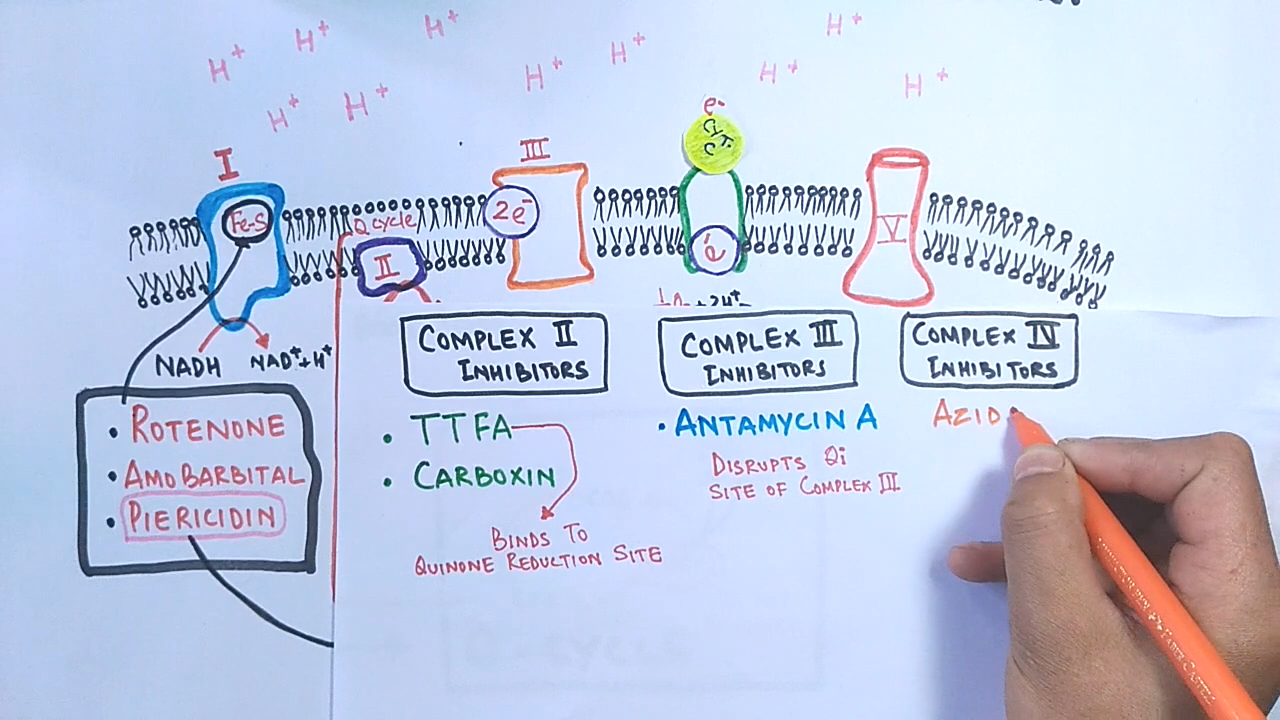 H+
H+
H+
H+
H+
H+
H+
H+
H+
H+
I
Fe-S
Q cycle
II
III
2e-
e-
Cyt C
e-
V
NADH
NAD+ + H+
+ 2H+
ROTENONE
AMOBARBITAL
PIERICIDIN
COMPLEX II
INHIBITORS
TTFA
CARBOXIN
BINDS TO
QUINONE REDUCTION SITE
COMPLEX III
INHIBITORS
ANTAMYCIN A
DISRUPTS Qi
SITE OF COMPLEX III
COMPLEX IV
INHIBITORS
AZID